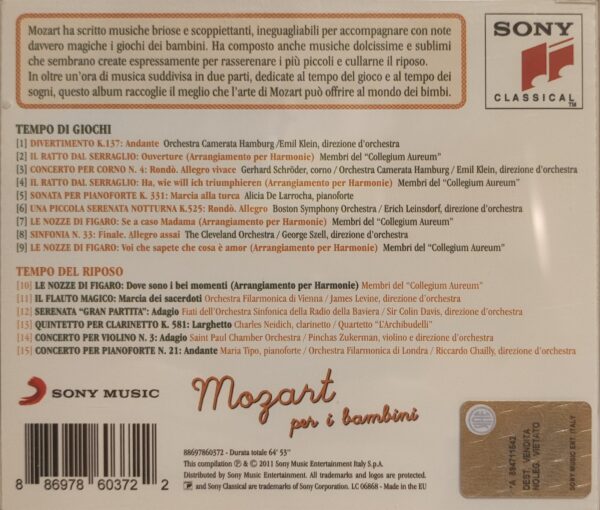 Mozart ha scritto musiche briose e scoppiettanti, ineguagliabili per accompagnare con note
davvero magiche i giochi dei bambini. Ha composto anche musiche dolcissime e sublimi
che sembrano create espressamente per rasserenare i più piccoli e cullarne il riposo.
In oltre un'ora di musica suddivisa in due parti, dedicate al tempo del gioco e al tempo dei
sogni, questo album raccoglie il meglio che l'arte di Mozart può offrire al mondo dei bimbi.
SONY
CLASSICAL™
TEMPO DI GIOCHI
[1] DIVERTIMENTO K.137: Andante Orchestra Camerata Hamburg/Emil Klein, direzione d'orchestra
[2] IL RATTO DAL SERRAGLIO: Ouverture (Arrangiamento per Harmonie) Membri del "Collegium Aureum"
[3] CONCERTO PER CORNO N. 4: Rondò. Allegro vivace Gerhard Schröder, corno / Orchestra Camerata Hamburg / Emil Klein, direzione d'orchestra
[4] IL RATTO DAL SERRAGLIO: Ha, wie will ich triumphieren (Arrangiamento per Harmonie) Membri del "Collegium Aureum"
[5] SONATA PER PIANOFORTE K. 331: Marcia alla turca Alicia De Larrocha, pianoforte
[6] UNA PICCOLA SERENATA NOTTURNA K.525: Rondò. Allegro Boston Symphony Orchestra / Erich Leinsdorf, direzione d'orchestra
[7] LE NOZZE DI FIGARO: Se a caso Madama (Arrangiamento per Harmonie) Membri del "Collegium Aureum"
[8] SINFONIA N. 33: Finale. Allegro assai The Cleveland Orchestra / George Szell, direzione d'orchestra
[9] LE NOZZE DI FIGARO: Voi che sapete che cosa è amor (Arrangiamento per Harmonie) Membri del "Collegium Aureum"
TEMPO DEL RIPOSO
[10] LE NOZZE DI FIGARO: Dove sono i bei momenti (Arrangiamento per Harmonie) Membri del "Collegium Aureum"
[11] IL FLAUTO MAGICO: Marcia dei sacerdoti Orchestra Filarmonica di Vienna / James Levine, direzione d'orchestra
[12] SERENATA "GRAN PARTITA": Adagio Fiati dell'Orchestra Sinfonica della Radio della Baviera / Sir Colin Davis, direzione d'orchestra
[13] QUINTETTO PER CLARINETTO K. 581: Larghetto Charles Neidich, clarinetto / Quartetto "L'Archibudelli"
[14] CONCERTO PER VIOLINO N. 3: Adagio Saint Paul Chamber Orchestra / Pinchas Zukerman, violino e direzione d'orchestra
[15] CONCERTO PER PIANOFORTE N. 21: Andante Maria Tipo, pianoforte / Orchestra Filarmonica di Londra / Riccardo Chailly, direzione d'orchestra
SONY MUSIC
Mozart
per i bambini
8 86978 60372 2
88697860372 - Durata totale 64' 53"
This compilation ℗ & © 2011 Sony Music Entertainment Italy S.p.A.
Distributed by Sony Music Entertainment. All trademarks and logos are protected.
and Sony Classical are trademarks of Sony Corporation. LC 06868 - Made in the EU
DEST. VENDITA
NOLEG. VIETATO
SONY MUSIC ENT. ITALY